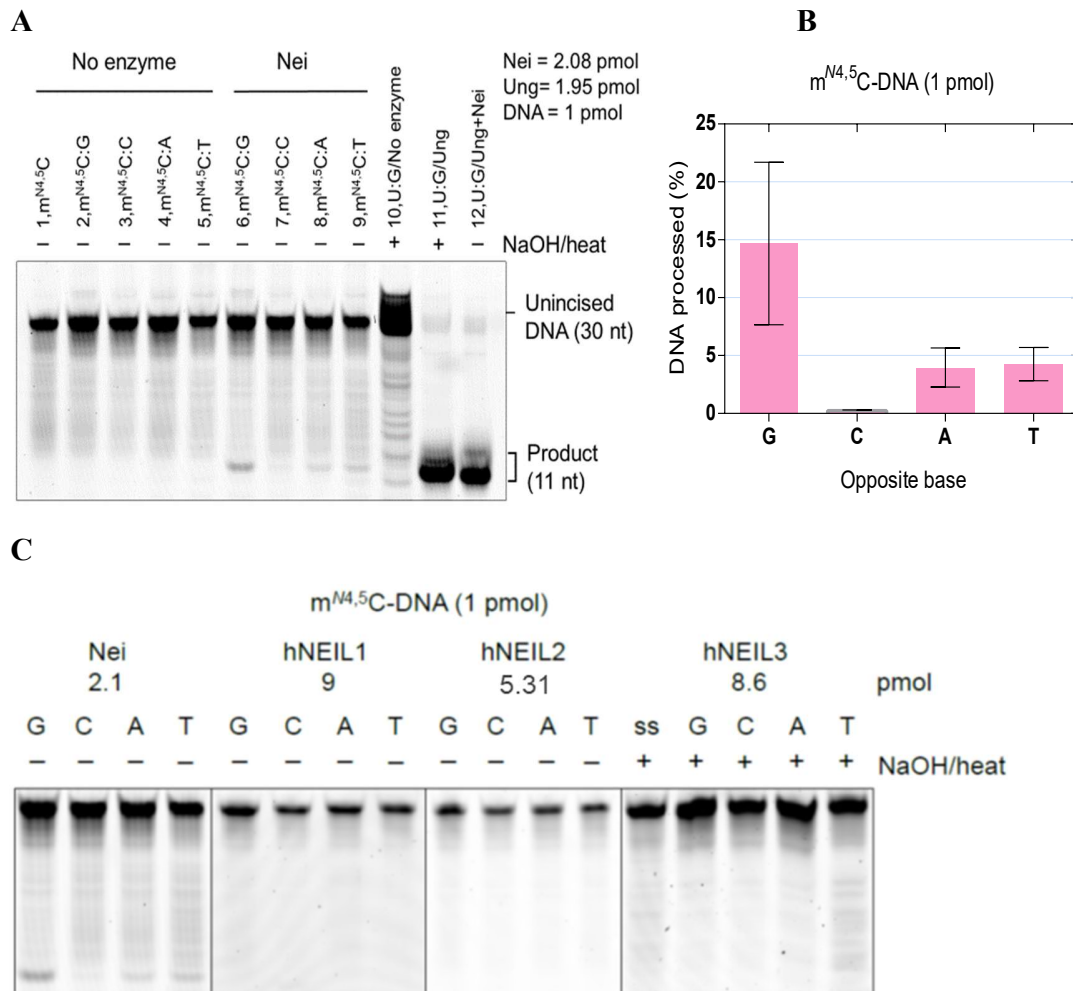 A
No enzyme
Nei
Nei = 2.08 pmol
Ung= 1.95 pmol
DNA = 1 pmol
1,mᴺ⁴·⁵C
2,mᴺ⁴·⁵C:G
3,mᴺ⁴·⁵C:C
4,mᴺ⁴·⁵C:A
5,mᴺ⁴·⁵C:T
6,mᴺ⁴·⁵C:G
7,mᴺ⁴·⁵C:C
8,mᴺ⁴·⁵C:A
9,mᴺ⁴·⁵C:T
10,U:G/No enzyme
11,U:G/Ung
12,U:G/Ung+Nei
– – – – – – – – – + + – NaOH/heat
Unincised
DNA (30 nt)
Product
(11 nt)
B
mᴺ⁴,⁵C-DNA (1 pmol)
DNA processed (%)
25
20
15
10
5
0
G C A T
Opposite base
C
mᴺ⁴,⁵C-DNA (1 pmol)
Nei hNEIL1 hNEIL2 hNEIL3
2.1 9 5.31 8.6 pmol
G C A T G C A T G C A T ss G C A T
– – – – – – – – – – – – + + + + + NaOH/heat